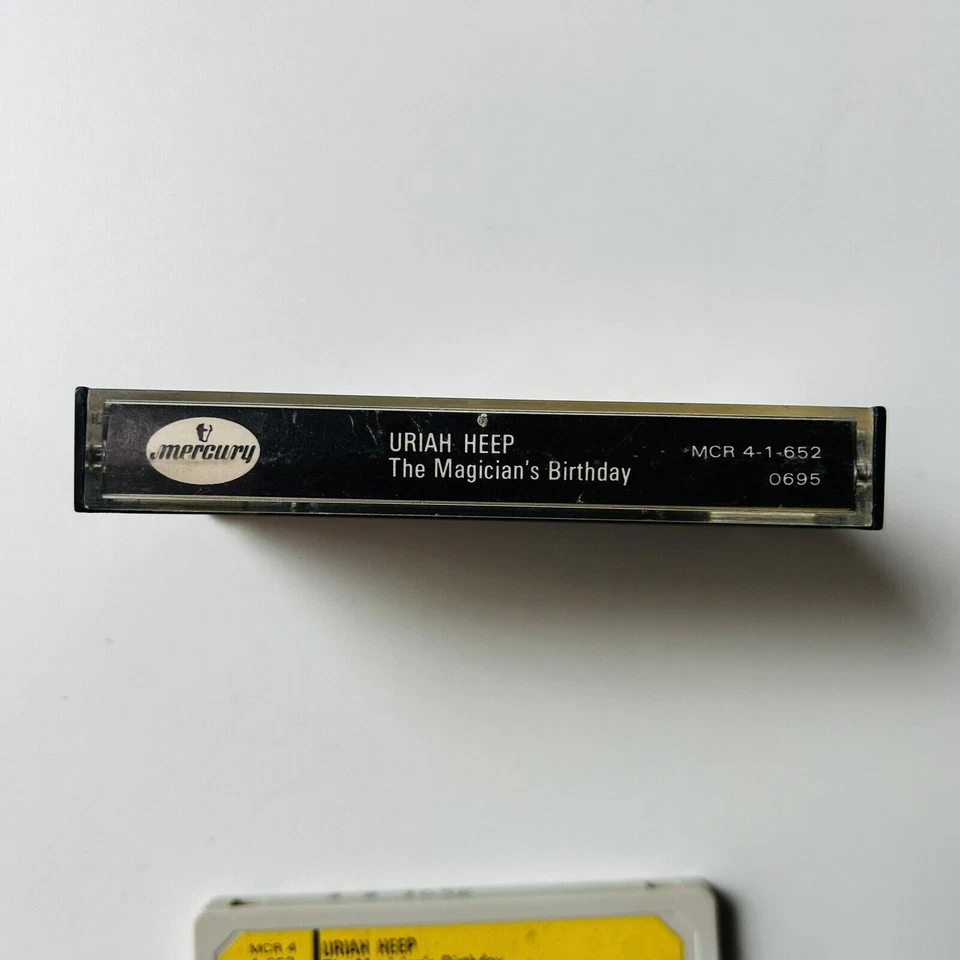 mercury
URIAH HEEP
The Magician's Birthday
MCR 4-1-652
0695
MCR 4
URIAH HEEP